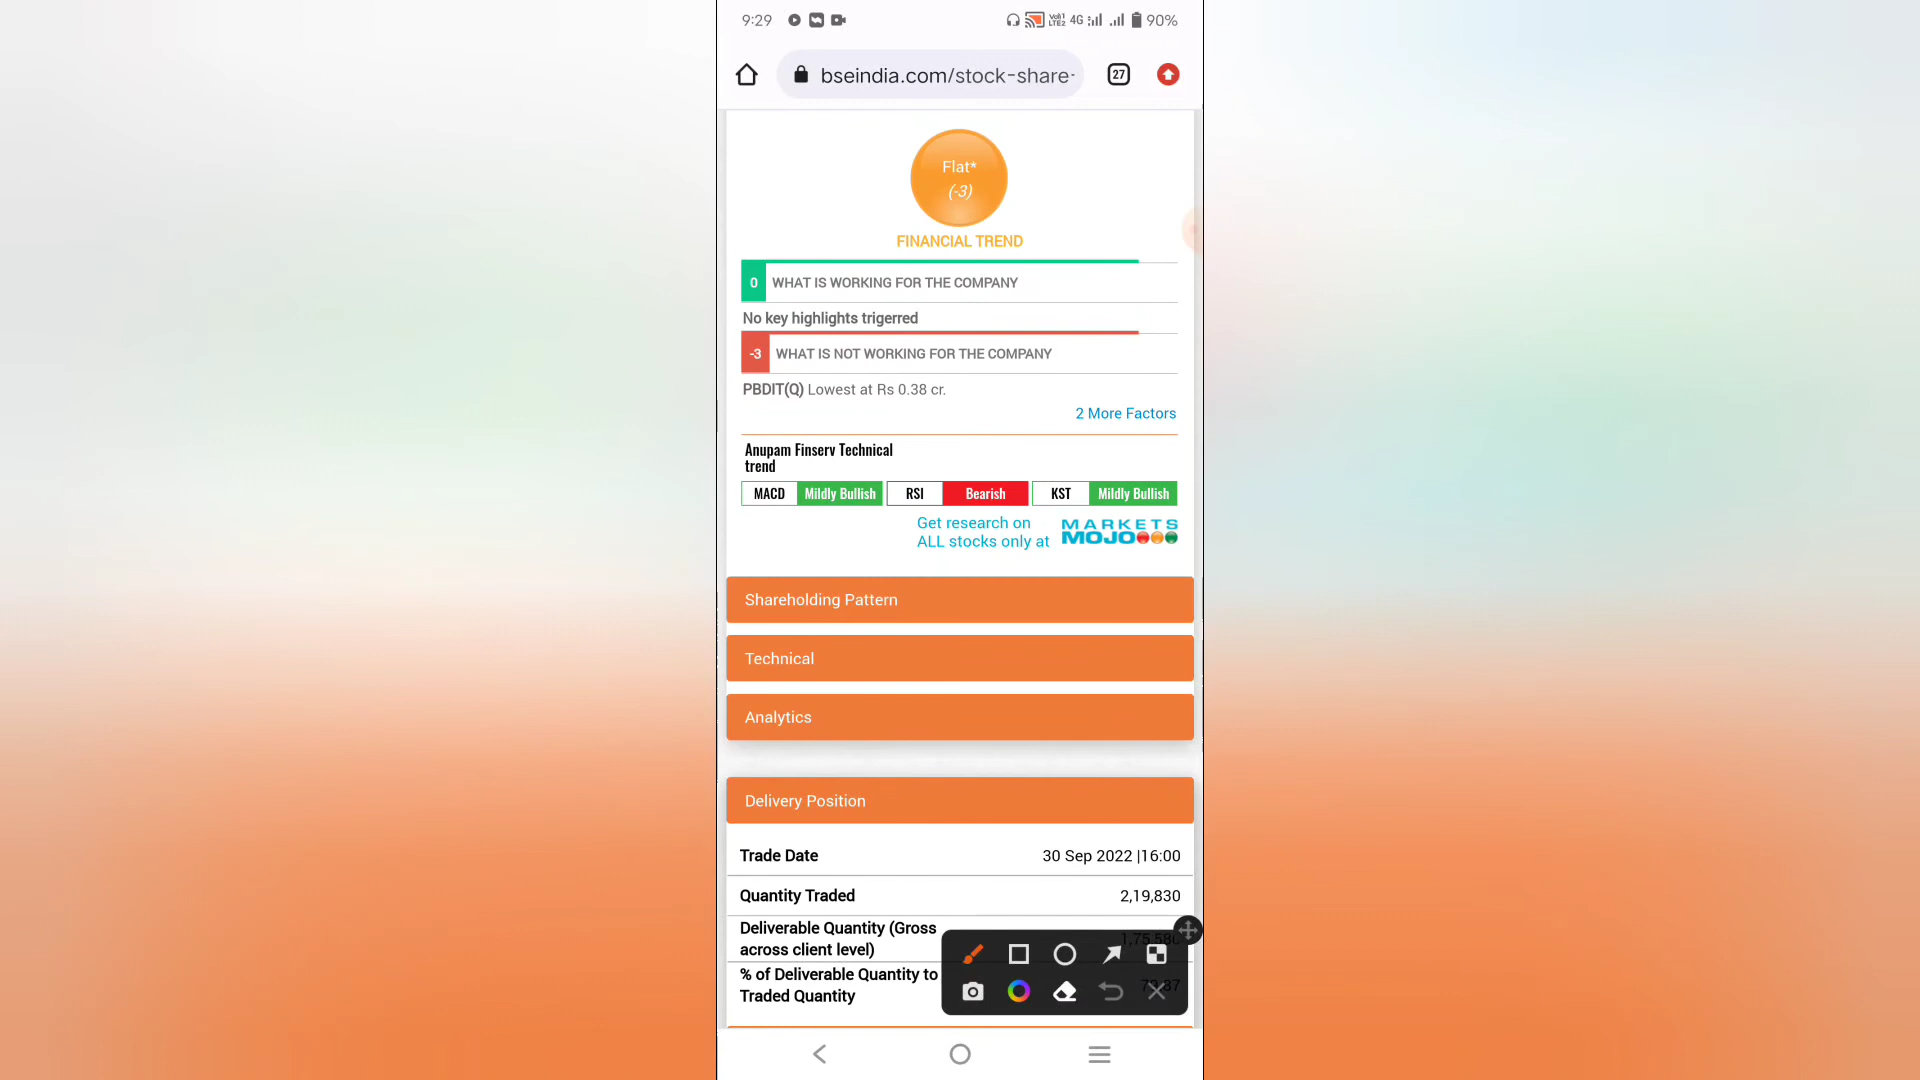 9:29 Vo1 LTE2 4G 90%
bseindia.com/stock-share- 27
Flat*
(-3)
FINANCIAL TREND
0 WHAT IS WORKING FOR THE COMPANY
No key highlights trigerred
-3 WHAT IS NOT WORKING FOR THE COMPANY
PBDIT(Q) Lowest at Rs 0.38 cr.
2 More Factors
Anupam Finserv Technical
trend
MACD Mildly Bullish RSI Bearish KST Mildly Bullish
Get research on
ALL stocks only at
MARKETS
MOJO
Shareholding Pattern
Technical
Analytics
Delivery Position
Trade Date 30 Sep 2022 |16:00
Quantity Traded 2,19,830
Deliverable Quantity (Gross
across client level)
% of Deliverable Quantity to
Traded Quantity